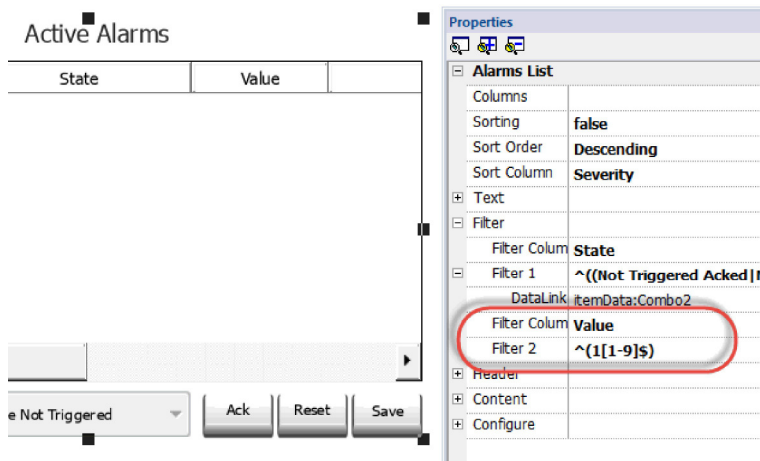 Active Alarms
State Value
e Not Triggered Ack Reset Save
Properties
Alarms List
Columns
Sorting false
Sort Order Descending
Sort Column Severity
Text
Filter
Filter Colum State
Filter 1 ^((Not Triggered Acked|
DataLink itemData:Combo2
Filter Colum Value
Filter 2 ^(1[1-9]$)
Header
Content
Configure